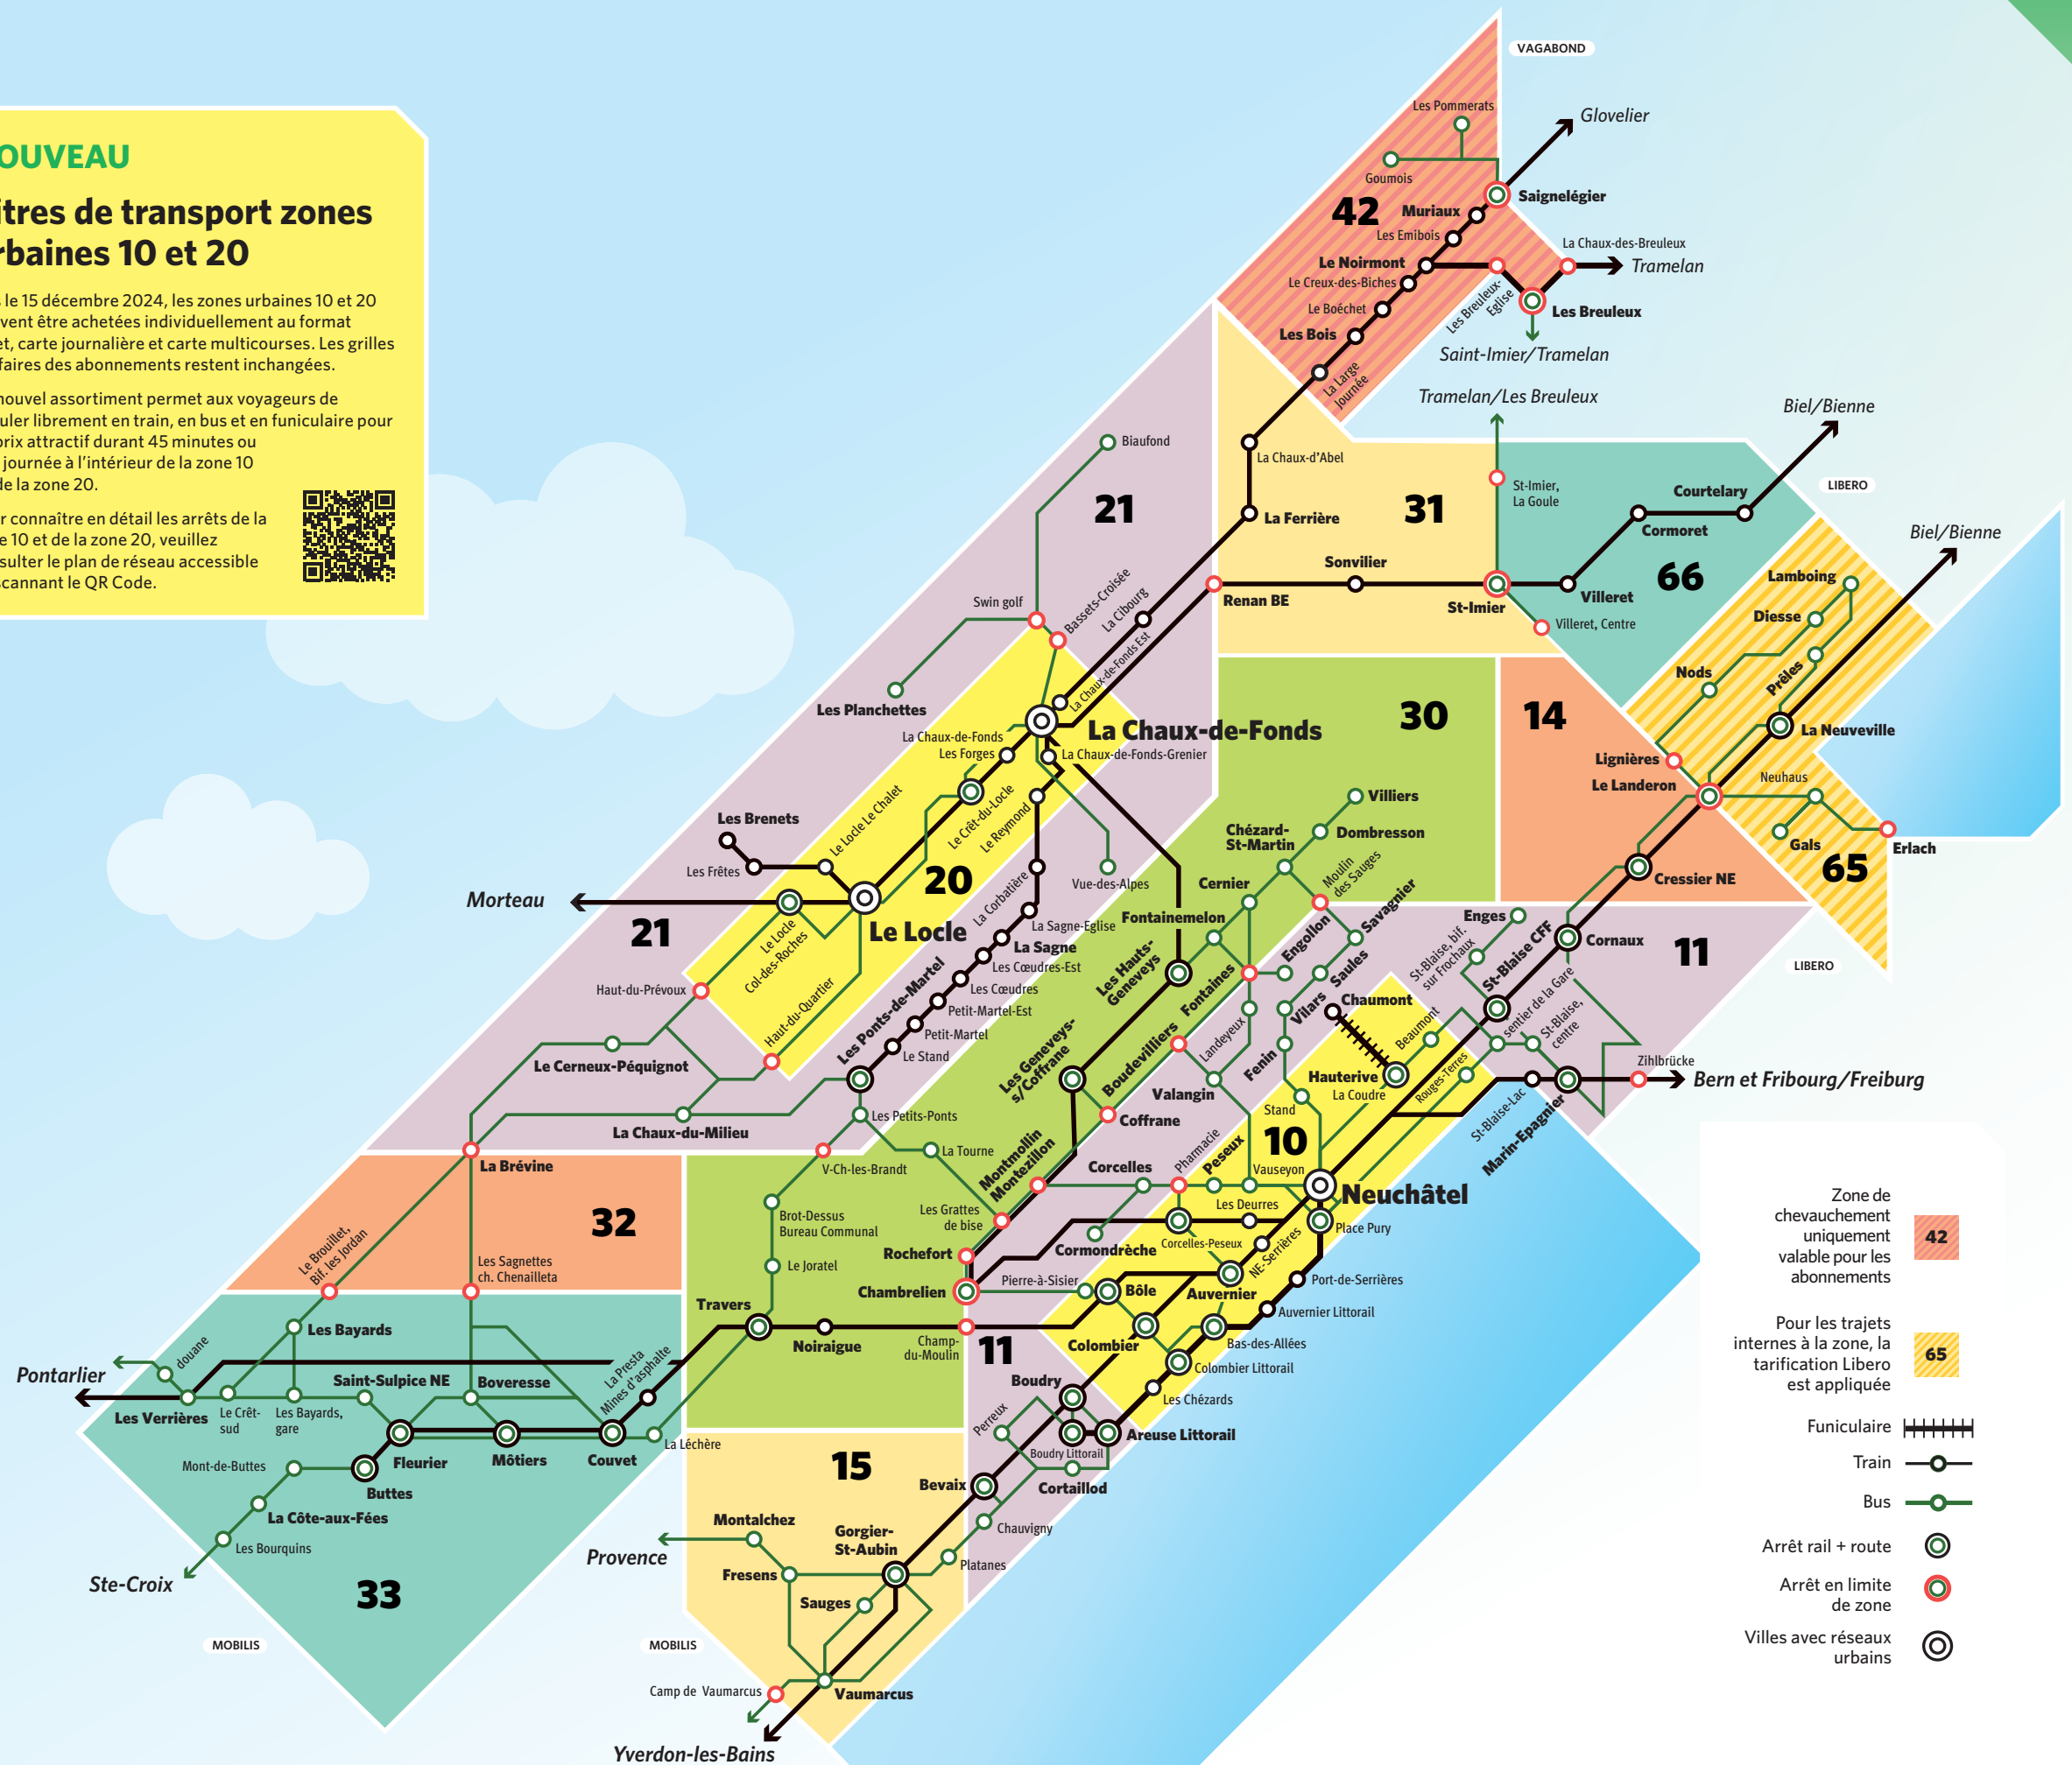 OUVEAU
itres de transport zones
rbaines 10 et 20
s le 15 décembre 2024, les zones urbaines 10 et 20
vent être achetées individuellement au format
et, carte journalière et carte multicourses. Les grilles
faires des abonnements restent inchangées.
nouvel assortiment permet aux voyageurs de
uler librement en train, en bus et en funiculaire pour
prix attractif durant 45 minutes ou
journée à l'intérieur de la zone 10
de la zone 20.
r connaître en détail les arrêts de la
e 10 et de la zone 20, veuillez
sulter le plan de réseau accessible
scannant le QR Code.
VAGABOND
Les Pommerats
Glovelier
Goumois
42
Muriaux
Saignelégier
Les Emibois
La Chaux-des-Breuleux
Le Noirmont
Tramelan
Le Creux-des-Biches
Les Breuleux-
Eglise
Le Boéchet
Les Breuleux
Les Bois
Saint-Imier/Tramelan
La Large
Journée
Tramelan/Les Breuleux
Biel/Bienne
Biaufond
La Chaux-d'Abel
21
31
St-Imier,
La Goule
Courtelary
LIBERO
La Ferrière
Cormoret
Biel/Bienne
Sonvilier
66
Lamboing
Renan BE
St-Imier
Villeret
Diesse
Villeret, Centre
Swin golf
Bassets-Croisée
La Cibourg
La Chaux-de-Fonds Est
Nods
Prêles
Les Planchettes
30
14
La Chaux-de-Fonds
La Neuveville
La Chaux-de-Fonds
Les Forges
La Chaux-de-Fonds-Grenier
Lignières
Neuhaus
Le Landeron
Le Crêt-du-Locle
Le Reymond
Les Brenets
Le Locle Le Chalet
Villiers
Chézard-
St-Martin
Dombresson
Gals
Erlach
65
Les Frêtes
20
Vue-des-Alpes
Moulin
des Sauges
Cressier NE
Cernier
Morteau
La Corbatière
Savagnier
Fontainemelon
Enges
Le Locle
La Sagne-Eglise
21
Le Locle
Col-des-Roches
La Sagne
Engollon
St-Blaise, bif.
sur Frochaux
St-Blaise CFF
Cornaux
11
Les Hauts-
Geneveys
Les Cœudres-Est
Saules
LIBERO
Haut-du-Prévoux
Les Cœudres
Fontaines
Les Ponts-de-Martel
Petit-Martel-Est
Vilars
Chaumont
sentier de la Gare
Haut-du-Quartier
Petit-Martel
Landeyeux
Beaumont
St-Blaise,
centre
Le Stand
Les Geneveys-
s/Coffrane
Boudevilliers
Fenin
Le Cerneux-Péquignot
Hauterive
Rouges-Terres
Zihlbrücke
Bern et Fribourg/Freiburg
La Coudre
Valangin
Stand
St-Blaise-Lac
Marin-Epagnier
Les Petits-Ponts
Coffrane
La Chaux-du-Milieu
10
La Tourne
Montmollin
Montezillon
Pharmacie
Peseux
La Brévine
V-Ch-les-Brandt
Corcelles
Vauseyon
Neuchâtel
32
Brot-Dessus
Bureau Communal
Les Grattes
de bise
Les Deurres
Place Pury
Le Brouillet,
Bif. les Jordan
Rochefort
Cormondrèche
Corcelles-Peseux
NE-Serrières
Les Sagnettes
ch. Chenailleta
Le Joratel
Pierre-à-Sisier
Port-de-Serrières
Chambrelien
Bôle
Auvernier
Travers
Auvernier Littorail
Les Bayards
Noiraigue
Champ-
du-Moulin
11
Colombier
Bas-des-Allées
douane
La Presta
Mines d'asphalte
Colombier Littorail
Pontarlier
Saint-Sulpice NE
Boveresse
Boudry
Les Chézards
Les Verrières
Le Crêt-
sud
Les Bayards,
gare
Perreux
Areuse Littorail
La Léchère
Boudry Littorail
Fleurier
Môtiers
Couvet
Mont-de-Buttes
15
Bevaix
Cortaillod
Buttes
La Côte-aux-Fées
Montalchez
Gorgier-
St-Aubin
Chauvigny
Les Bourquins
Provence
Platanes
Fresens
Ste-Croix
33
Sauges
MOBILIS
MOBILIS
Camp de Vaumarcus
Vaumarcus
Yverdon-les-Bains
Zone de
chevauchement
uniquement
valable pour les
abonnements
42
Pour les trajets
internes à la zone, la
tarification Libero
est appliquée
65
Funiculaire
Train
Bus
Arrêt rail + route
Arrêt en limite
de zone
Villes avec réseaux
urbains